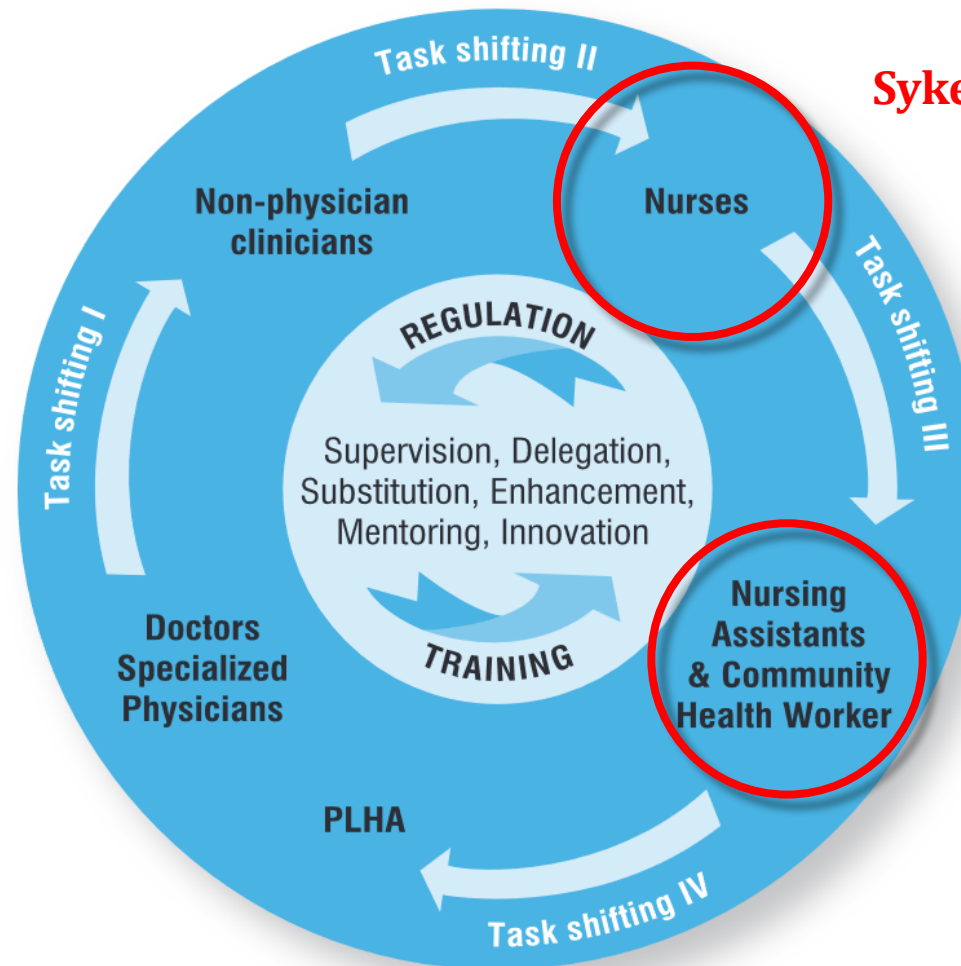 Task shifting II
Syke
Non-physician
clinicians
Nurses
Task shifting I
Task shifting III
REGULATION
Supervision, Delegation,
Substitution, Enhancement,
Mentoring, Innovation
TRAINING
Doctors
Specialized
Physicians
Nursing
Assistants
& Community
Health Worker
PLHA
Task shifting IV